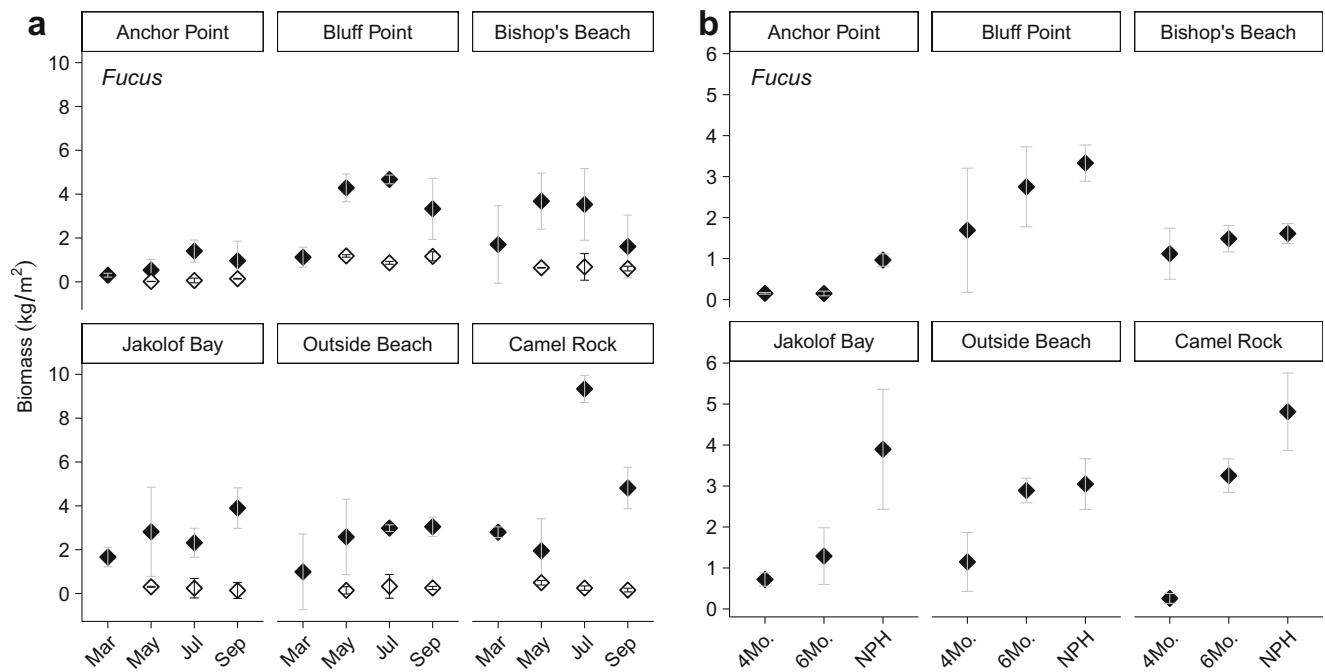 a
Anchor Point Bluff Point Bishop's Beach
Fucus
10
8
6
4
2
0
Jakolof Bay Outside Beach Camel Rock
10
8
6
4
2
0
Biomass (kg/m²)
Mar May Jul Sep Mar May Jul Sep Mar May Jul Sep
b
Anchor Point Bluff Point Bishop's Beach
Fucus
6
5
4
3
2
1
0
Jakolof Bay Outside Beach Camel Rock
6
5
4
3
2
1
0
4Mo. 6Mo. NPH 4Mo. 6Mo. NPH 4Mo. 6Mo. NPH